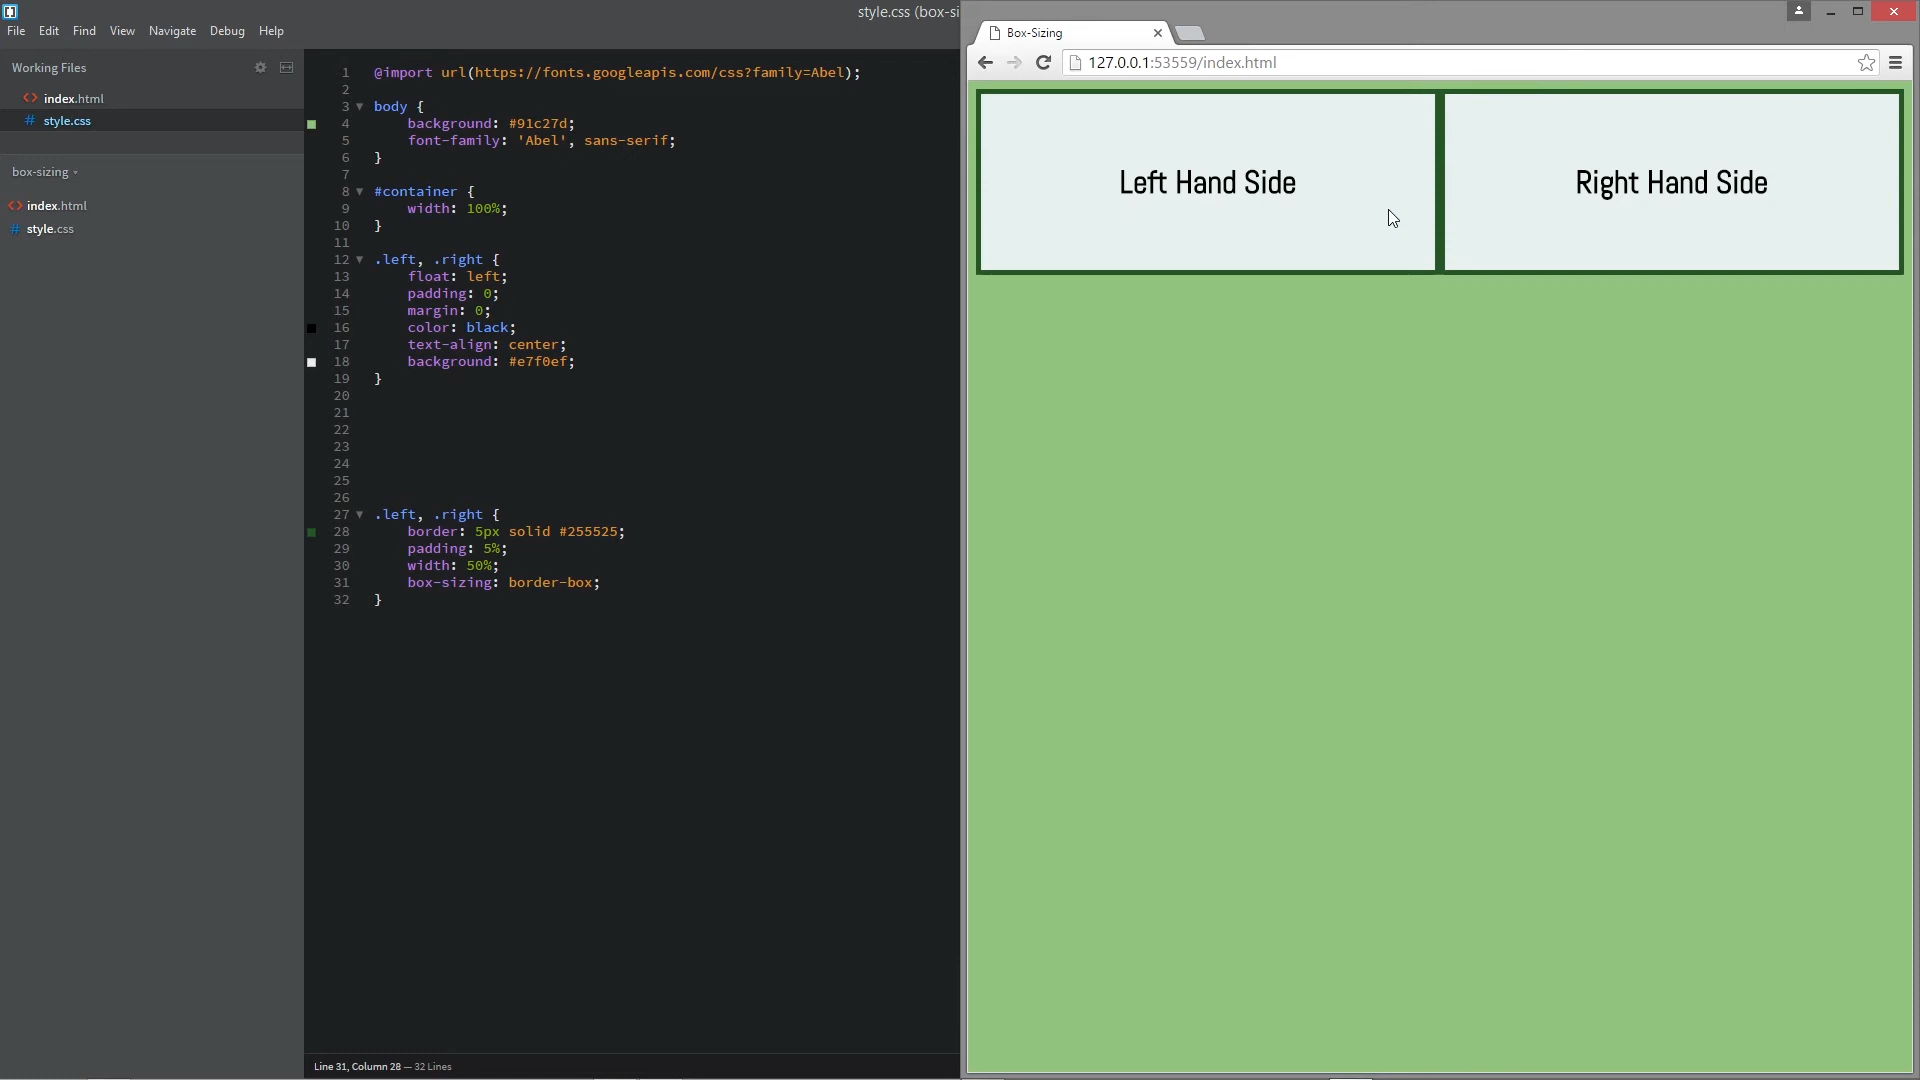 style.css (box-si
File Edit Find View Navigate Debug Help
Working Files
<> index.html
# style.css
box-sizing
<> index.html
# style.css
1 @import url(https://fonts.googleapis.com/css?family=Abel);
2
3 body {
4 background: #91c27d;
5 font-family: 'Abel', sans-serif;
6 }
7
8 #container {
9 width: 100%;
10 }
11
12 .left, .right {
13 float: left;
14 padding: 0;
15 margin: 0;
16 color: black;
17 text-align: center;
18 background: #e7f0ef;
19 }
20
21
22
23
24
25
26
27 .left, .right {
28 border: 5px solid #255525;
29 padding: 5%;
30 width: 50%;
31 box-sizing: border-box;
32 }
Line 31, Column 28 — 32 Lines
Box-Sizing
127.0.0.1:53559/index.html
Left Hand Side
Right Hand Side